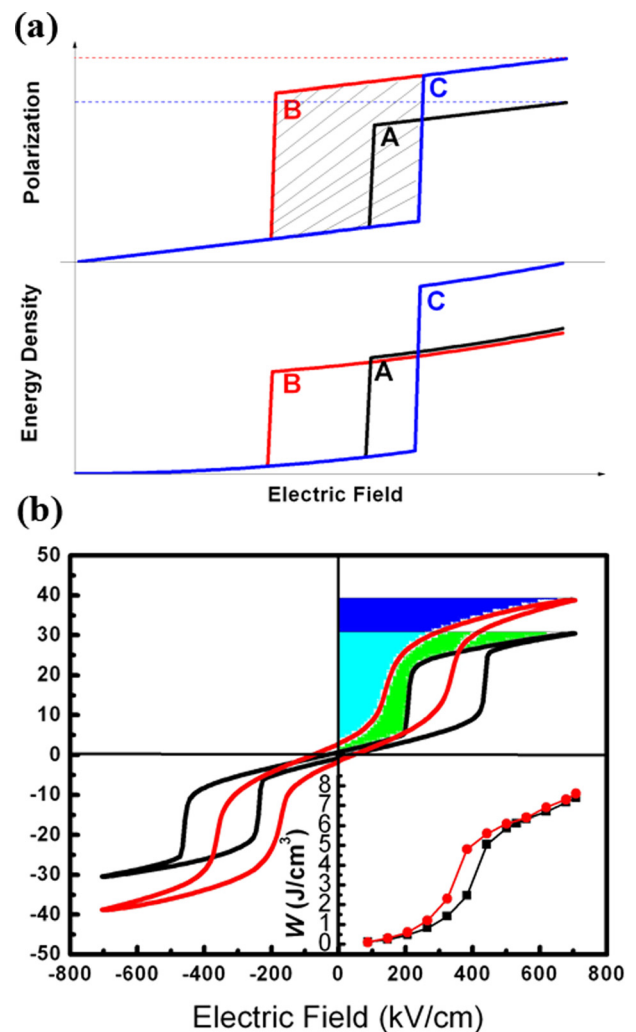 (a)
Polarization
B
A
C
Energy Density
B
A
C
Electric Field
(b)
50
40
30
20
10
0
-10
-20
-30
-40
-50
8
7
6
5
4
3
2
1
0
W (J/cm³)
-800 -600 -400 -200 0 200 400 600 800
Electric Field (kV/cm)